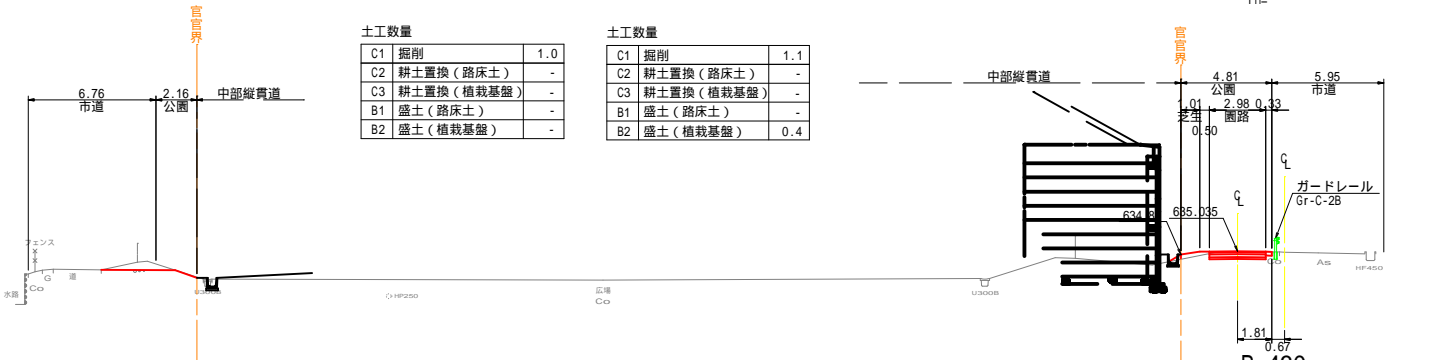 官官界
土工数量
C1 掘削 1.0
C2 耕土置換（路床土） -
C3 耕土置換（植栽基盤） -
B1 盛土（路床土） -
B2 盛土（植栽基盤） -
土工数量
C1 掘削 1.1
C2 耕土置換（路床土） -
C3 耕土置換（植栽基盤） -
B1 盛土（路床土） -
B2 盛土（植栽基盤） 0.4
官官界
6.76
市道
2.16
公園
中部縦貫道
中部縦貫道
4.81
公園
5.95
市道
1.01
芝生
2.98
園路
0.33
0.50
CL
CL
ガードレール
Gr-C-2B
634.8
635.035
フェンス
水路
Co
G
道
U300B
HP250
広場
Co
U300B
Co
As
HF450
1.81
0.67